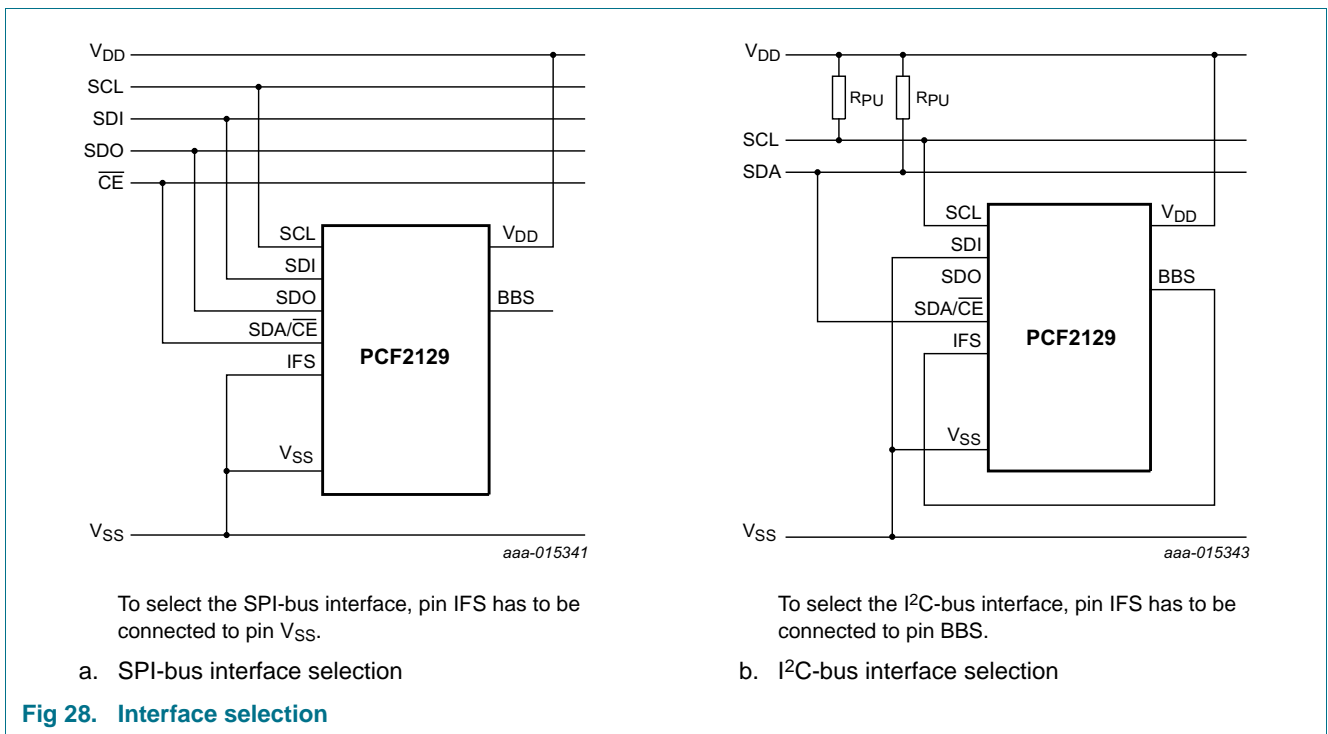 VDD
SCL
SDI
SDO
CE
SCL
SDI
SDO
SDA/CE
IFS
VSS
VDD
BBS
PCF2129
VSS
aaa-015341
To select the SPI-bus interface, pin IFS has to be
connected to pin VSS.
a. SPI-bus interface selection
VDD
RPU
RPU
SCL
SDA
SCL
SDI
SDO
SDA/CE
IFS
VSS
VDD
BBS
PCF2129
VSS
aaa-015343
To select the I2C-bus interface, pin IFS has to be
connected to pin BBS.
b. I2C-bus interface selection
Fig 28. Interface selection